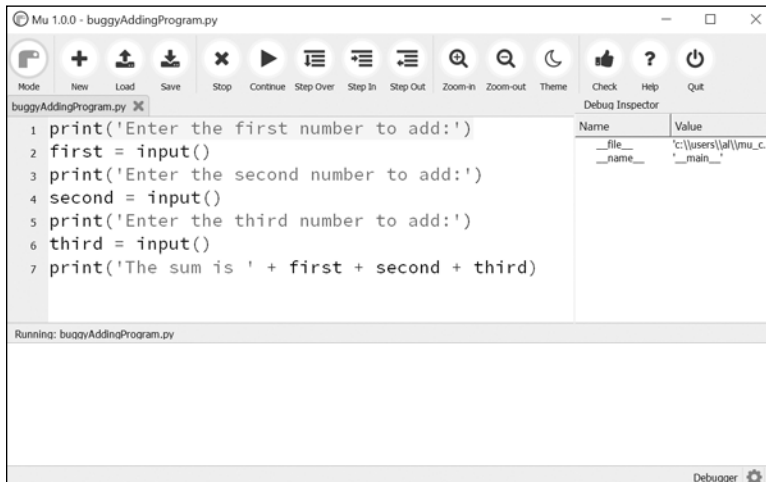 Mu 1.0.0 - buggyAddingProgram.py
Mode New Load Save Stop Continue Step Over Step In Step Out Zoom-in Zoom-out Theme Check Help Quit
buggyAddingProgram.py
Debug Inspector
Name Value
__file__ 'c:\\users\\al\\mu_c.
__name__ '__main__'
1 print('Enter the first number to add:')
2 first = input()
3 print('Enter the second number to add:')
4 second = input()
5 print('Enter the third number to add:')
6 third = input()
7 print('The sum is ' + first + second + third)
Running: buggyAddingProgram.py
Debugger